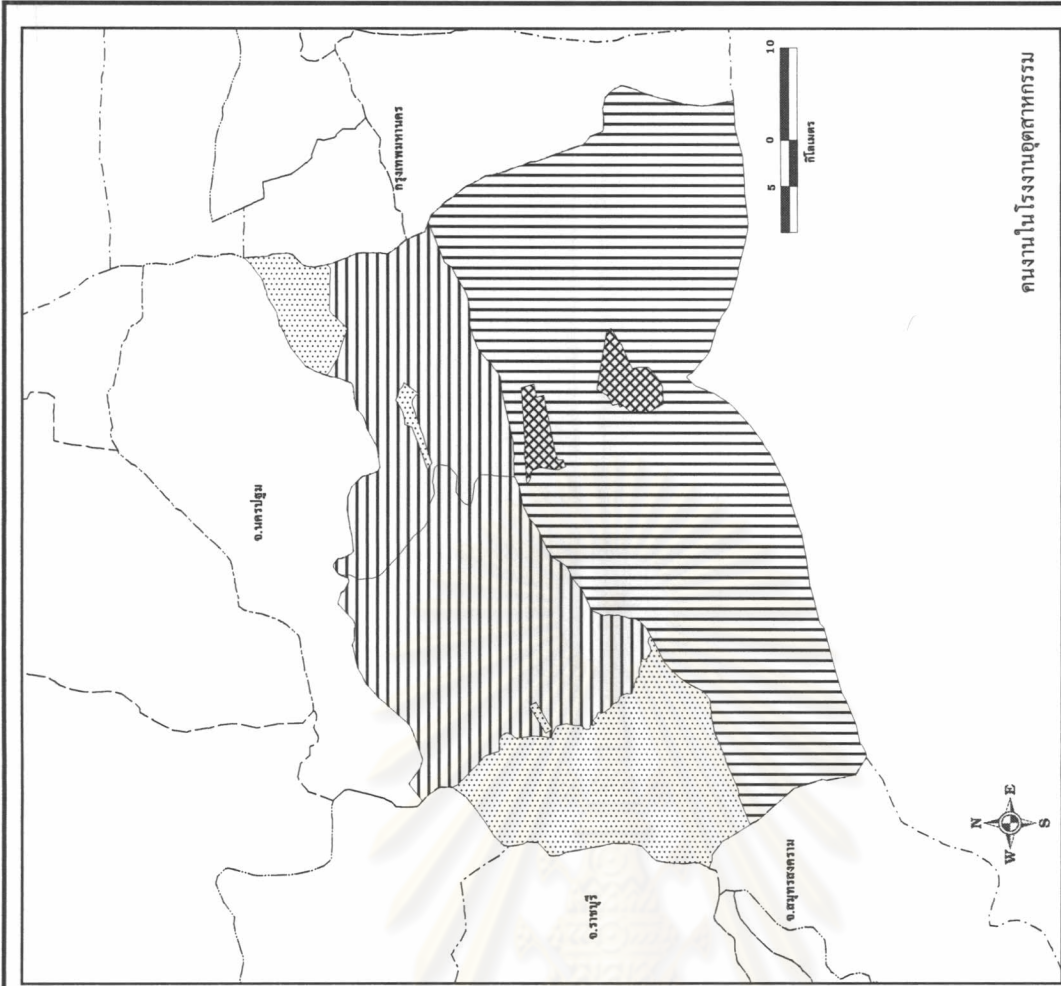 กรุงเทพมหานคร
จ.นครปฐม
จ.ราชบุรี
จ.สมุทรสงคราม
5 0 10
กิโลเมตร
N
W E
S
คนงานในโรงงานอุตสาหกรรม